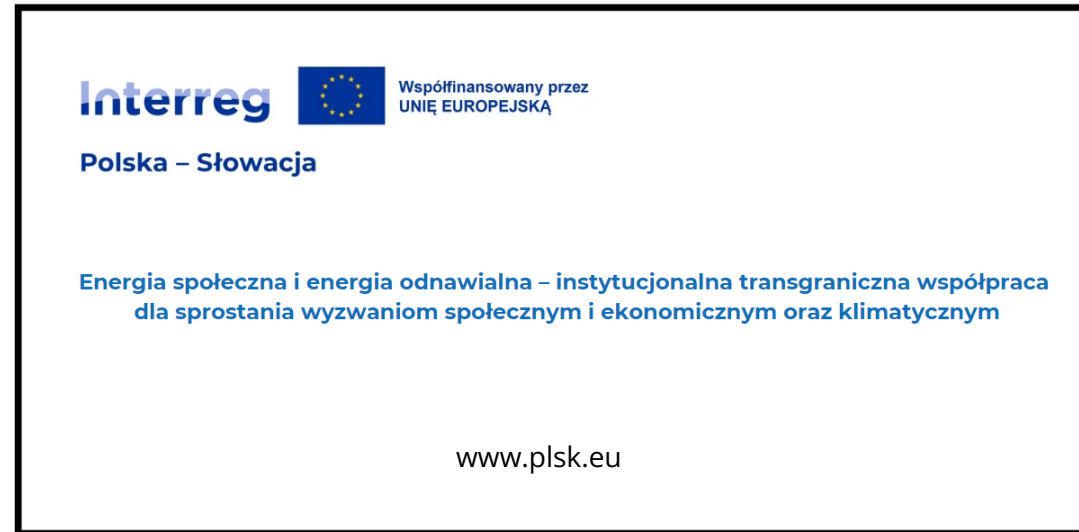 Interreg
Współfinansowany przez
UNIĘ EUROPEJSKĄ
Polska – Słowacja
Energia społeczna i energia odnawialna – instytucjonalna transgraniczna współpraca
dla sprostania wyzwaniom społecznym i ekonomicznym oraz klimatycznym
www.plsk.eu